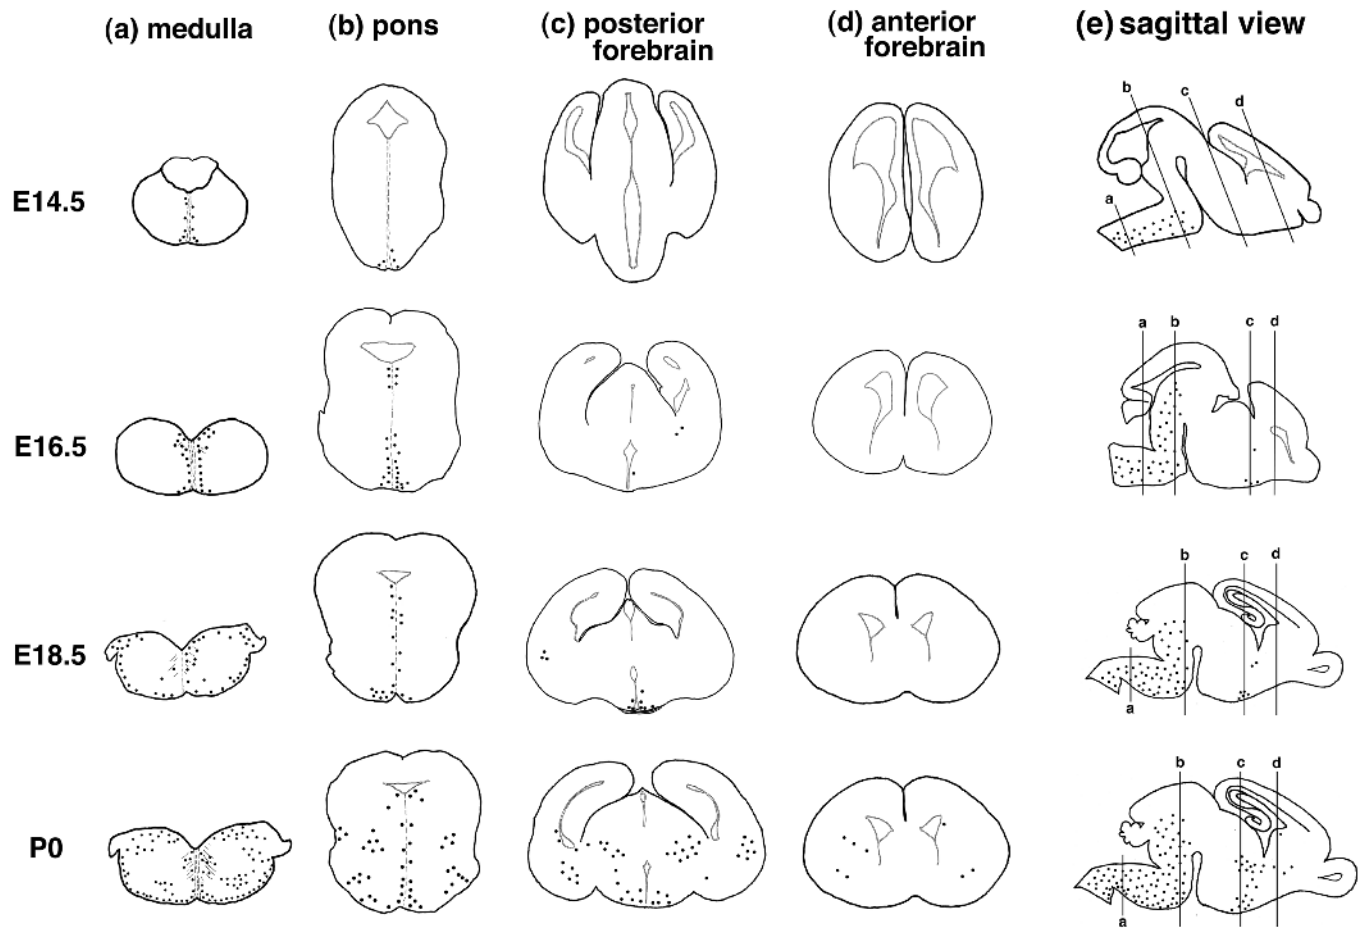 (a) medulla
(b) pons
(c) posterior
forebrain
(d) anterior
forebrain
(e) sagittal view
E14.5
b
c
d
a
E16.5
a
b
c
d
E18.5
b
c
d
a
P0
b
c
d
a